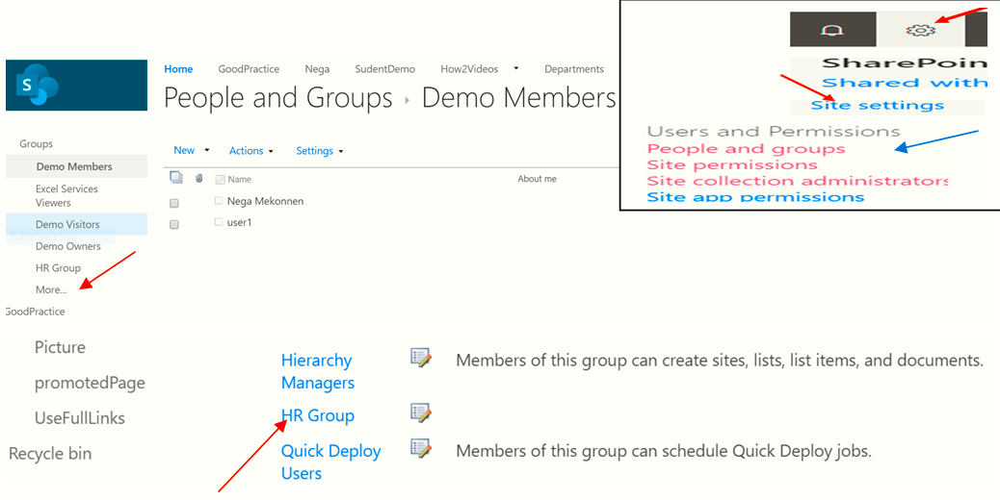 S
Home GoodPractice Nega SudentDemo How2Videos Departments
People and Groups Demo Members
Groups
Demo Members
Excel Services
Viewers
Demo Visitors
Demo Owners
HR Group
More...
GoodPractice
New Actions Settings
Name About me
Nega Mekonnen
user1
SharePoin
Shared with
Site settings
Users and Permissions
People and groups
Site permissions
Site collection administrators
Site app permissions
Picture
promotedPage
UseFullLinks
Recycle bin
Hierarchy
Managers
Members of this group can create sites, lists, list items, and documents.
HR Group
Quick Deploy
Users
Members of this group can schedule Quick Deploy jobs.